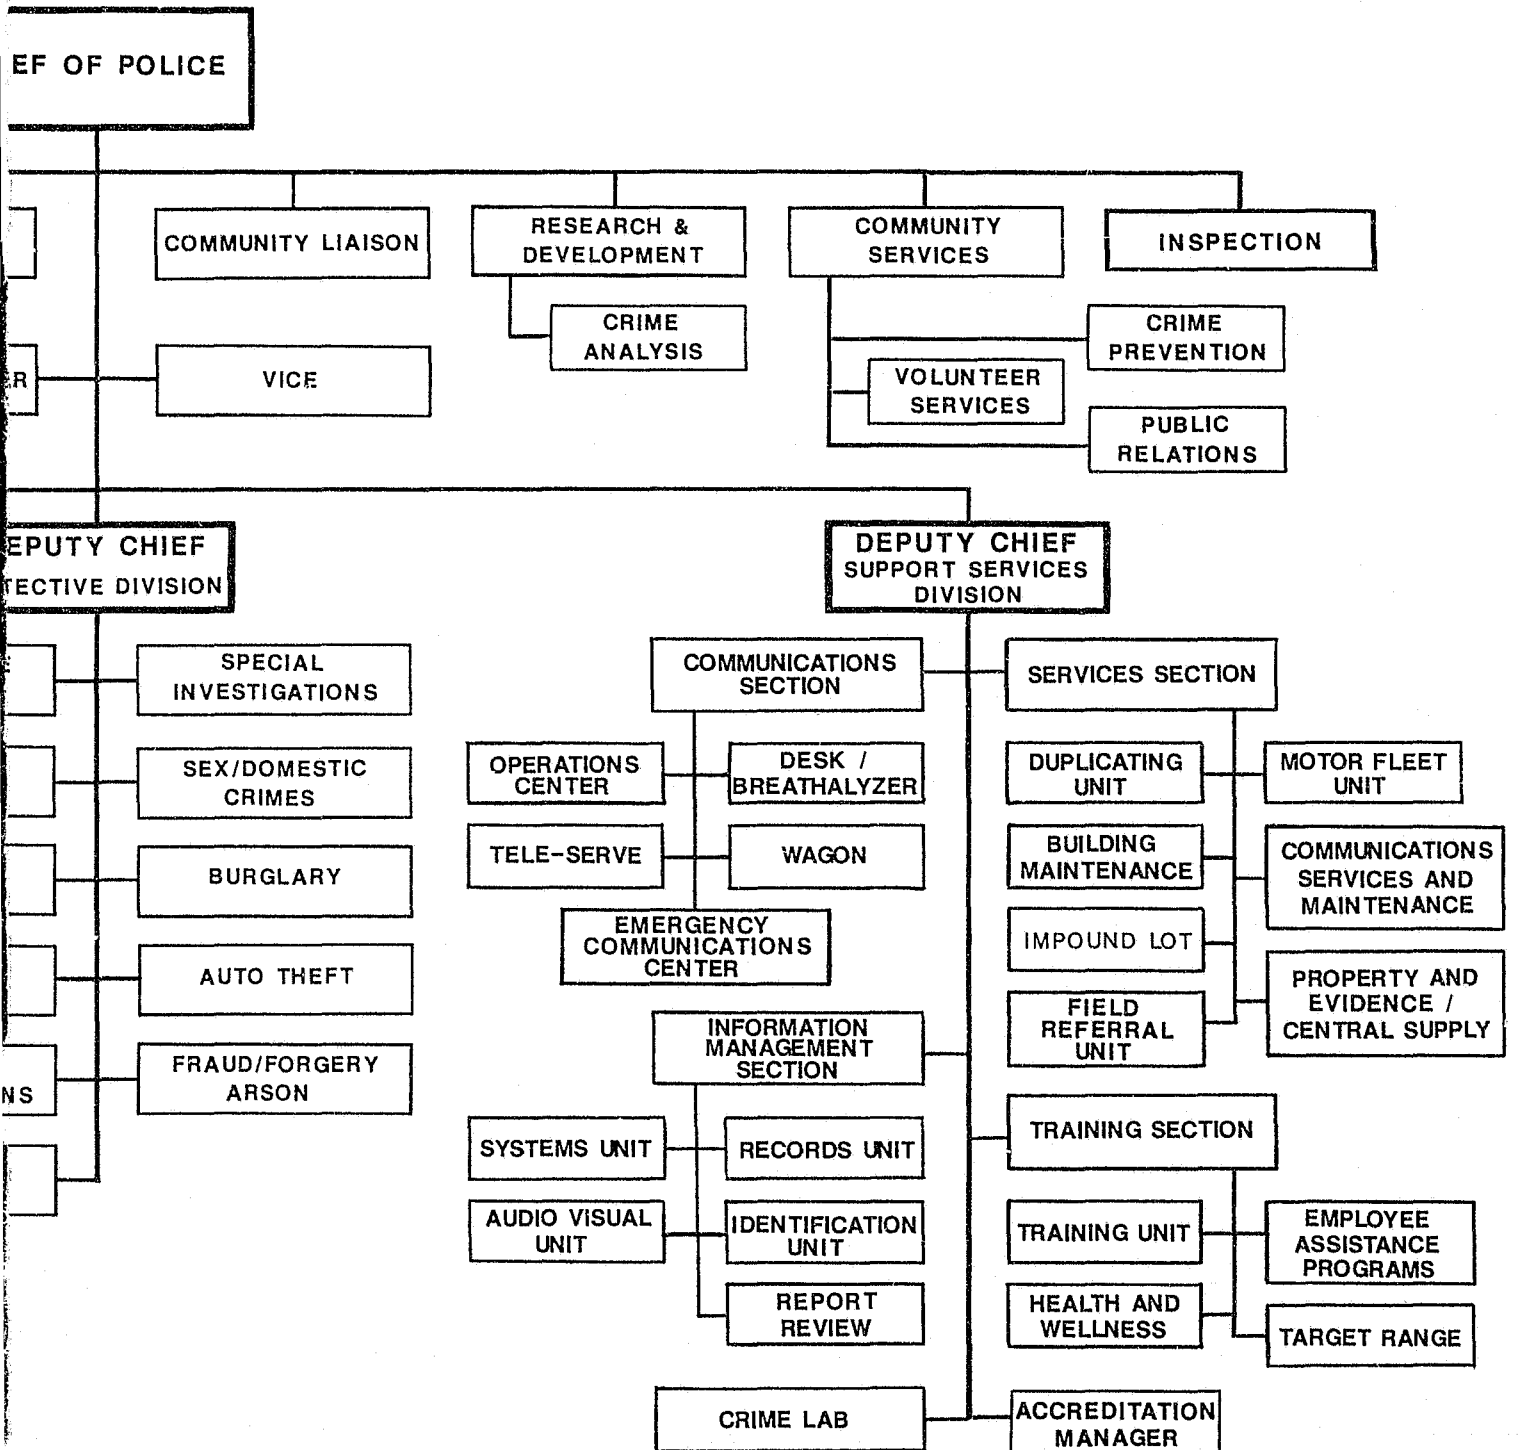 EF OF POLICE
COMMUNITY LIAISON
RESEARCH &
DEVELOPMENT
COMMUNITY
SERVICES
INSPECTION
CRIME
ANALYSIS
CRIME
PREVENTION
R
VICE
VOLUNTEER
SERVICES
PUBLIC
RELATIONS
EPUTY CHIEF
TECTIVE DIVISION
DEPUTY CHIEF
SUPPORT SERVICES
DIVISION
SPECIAL
INVESTIGATIONS
SEX/DOMESTIC
CRIMES
BURGLARY
AUTO THEFT
NS
FRAUD/FORGERY
ARSON
COMMUNICATIONS
SECTION
OPERATIONS
CENTER
DESK /
BREATHALYZER
TELE-SERVE
WAGON
EMERGENCY
COMMUNICATIONS
CENTER
INFORMATION
MANAGEMENT
SECTION
SYSTEMS UNIT
RECORDS UNIT
AUDIO VISUAL
UNIT
IDENTIFICATION
UNIT
REPORT
REVIEW
CRIME LAB
SERVICES SECTION
DUPLICATING
UNIT
MOTOR FLEET
UNIT
BUILDING
MAINTENANCE
COMMUNICATIONS
SERVICES AND
MAINTENANCE
IMPOUND LOT
FIELD
REFERRAL
UNIT
PROPERTY AND
EVIDENCE /
CENTRAL SUPPLY
TRAINING SECTION
TRAINING UNIT
EMPLOYEE
ASSISTANCE
PROGRAMS
HEALTH AND
WELLNESS
TARGET RANGE
ACCREDITATION
MANAGER